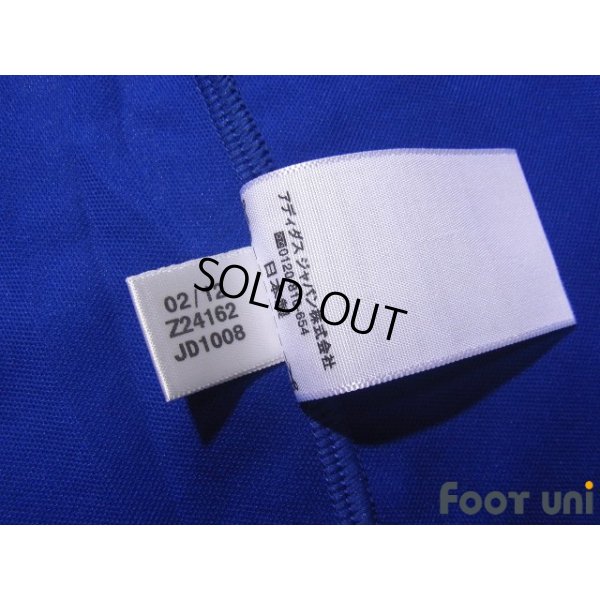 アディダス ジャパン株式会社
日本
02/12
Z24162
JD1008
SOLD OUT
FOOT UNi